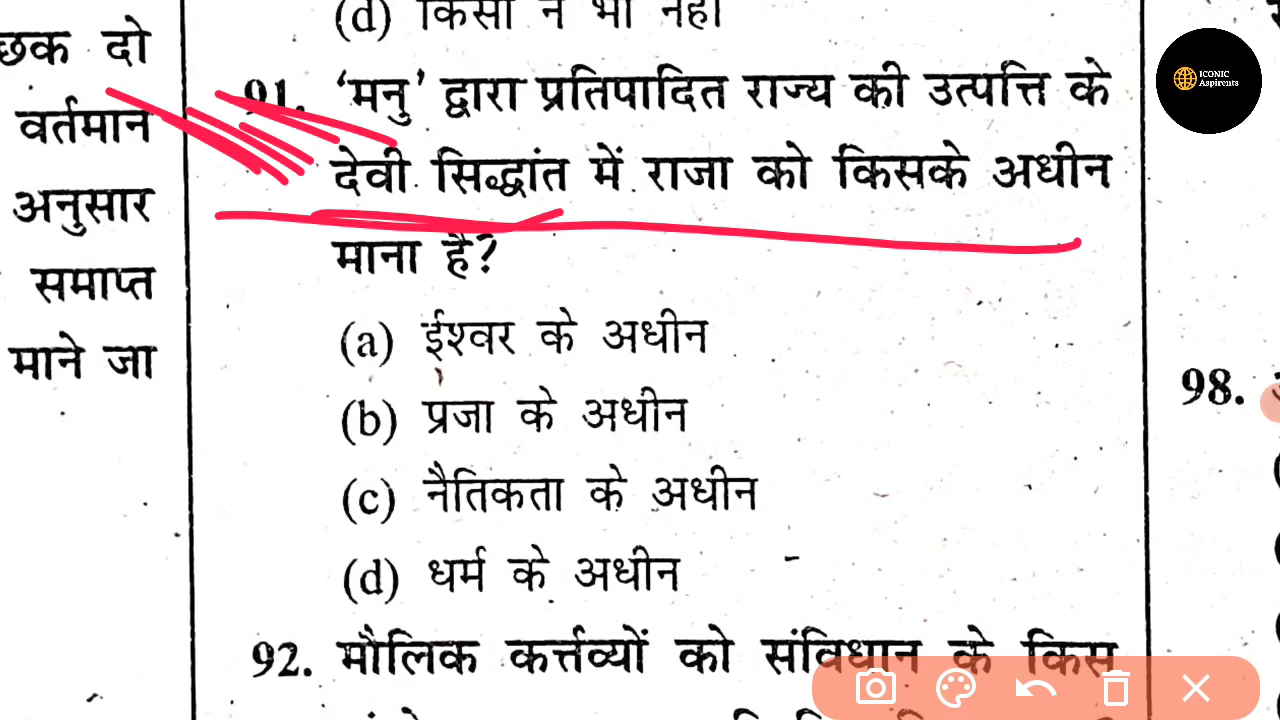 (d) किसी ने भी नहीं
छक दो
वर्तमान
अनुसार
समाप्त
माने जा
91. ‘मनु’ द्वारा प्रतिपादित राज्य की उत्पत्ति के
देवी सिद्धांत में राजा को किसके अधीन
माना है?
(a) ईश्वर के अधीन
(b) प्रजा के अधीन
(c) नैतिकता के अधीन
(d) धर्म के अधीन
92. मौलिक कर्त्तव्यों को संविधान के किस
98.
ICONIC
Aspirents